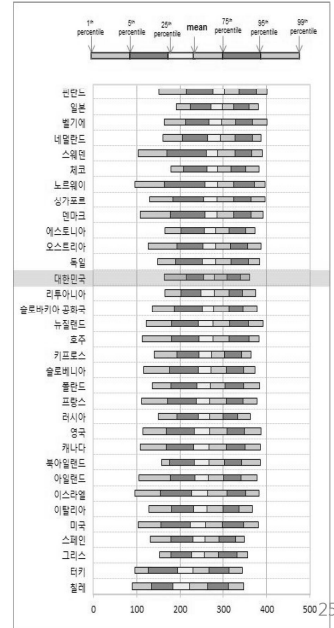 1st percentile
5th percentile
25th percentile
mean
75th percentile
95th percentile
99th percentile
핀란드
일본
벨기에
네덜란드
스웨덴
체코
노르웨이
싱가포르
덴마크
에스토니아
오스트리아
독일
대한민국
리투아니아
슬로바키아 공화국
뉴질랜드
호주
키프로스
슬로베니아
폴란드
프랑스
러시아
영국
캐나다
북아일랜드
아일랜드
이스라엘
이탈리아
미국
스페인
그리스
터키
칠레
0 100 200 300 400 500
25